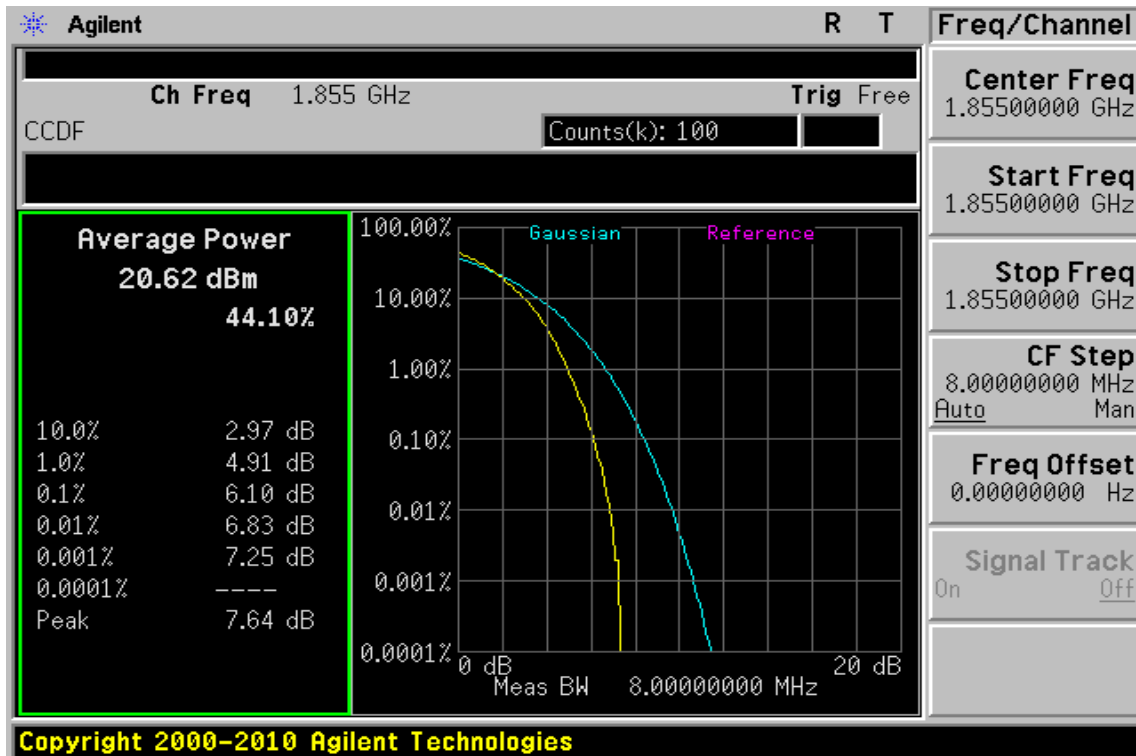 Agilent R T Freq/Channel
Ch Freq 1.855 GHz Trig Free
CCDF Counts(k): 100
Average Power
20.62 dBm
44.10%
10.0% 2.97 dB
1.0% 4.91 dB
0.1% 6.10 dB
0.01% 6.83 dB
0.001% 7.25 dB
0.0001% ----
Peak 7.64 dB
Gaussian Reference
100.00%
10.00%
1.00%
0.10%
0.01%
0.001%
0.0001%
0 dB 20 dB
Meas BW 8.00000000 MHz
Center Freq
1.85500000 GHz
Start Freq
1.85500000 GHz
Stop Freq
1.85500000 GHz
CF Step
8.00000000 MHz
Auto Man
Freq Offset
0.00000000 Hz
Signal Track
On Off
Copyright 2000-2010 Agilent Technologies